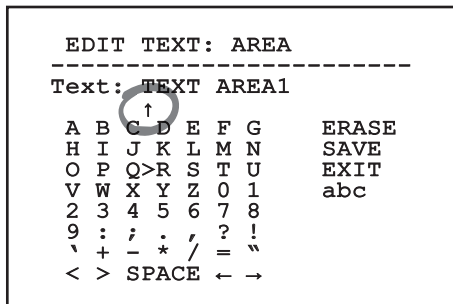 EDIT TEXT: AREA
-------------------------
Text: TEXT AREA1
↑
A B C D E F G ERASE
H I J K L M N SAVE
O P Q>R S T U EXIT
V W X Y Z 0 1 abc
2 3 4 5 6 7 8
9 : ; . , ? !
‵ + – * / = ‶
< > SPACE ← →